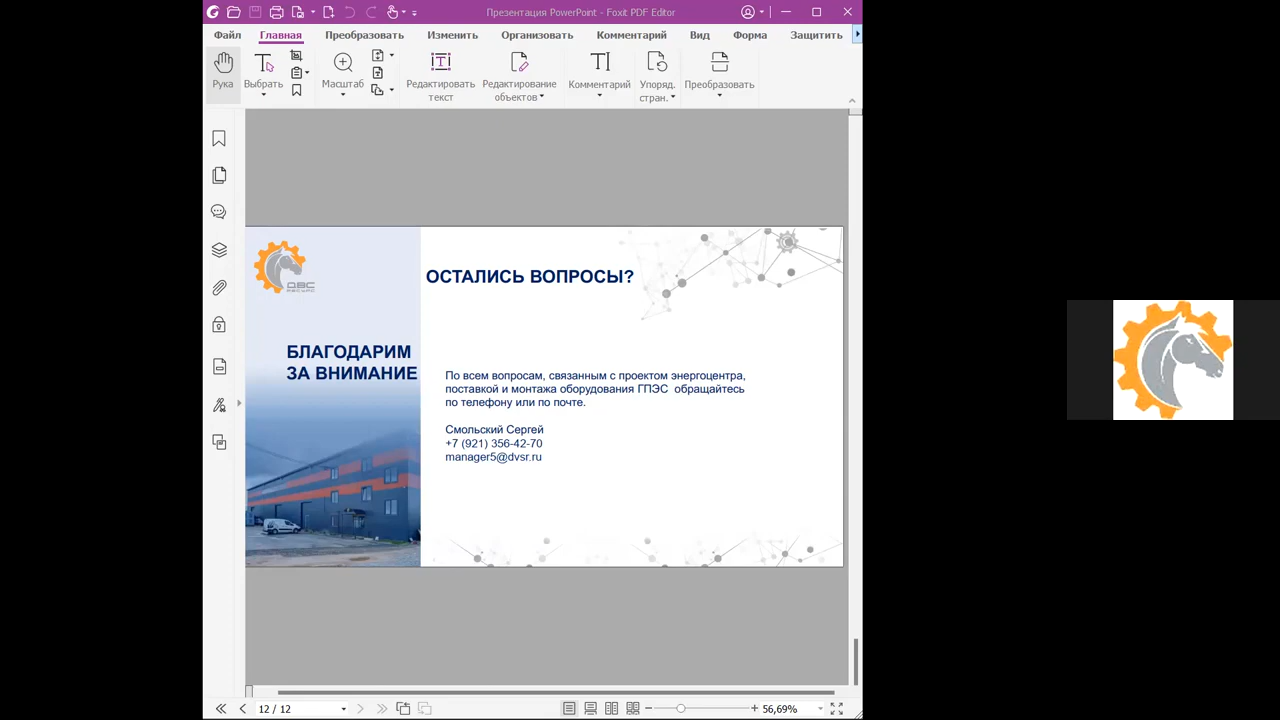 Презентация PowerPoint - Foxit PDF Editor
Файл Главная Преобразовать Изменить Организовать Комментарий Вид Форма Защитить
Рука
Выбрать
Масштаб
Редактировать текст
Редактирование объектов
Комментарий
Упоряд. стран.
Преобразовать
ДВС
РЕСУРС
БЛАГОДАРИМ
ЗА ВНИМАНИЕ
ОСТАЛИСЬ ВОПРОСЫ?
По всем вопросам, связанным с проектом энергоцентра,
поставкой и монтажа оборудования ГПЭС обращайтесь
по телефону или по почте.
Смольский Сергей
+7 (921) 356-42-70
manager5@dvsr.ru
12 / 12
56,69%